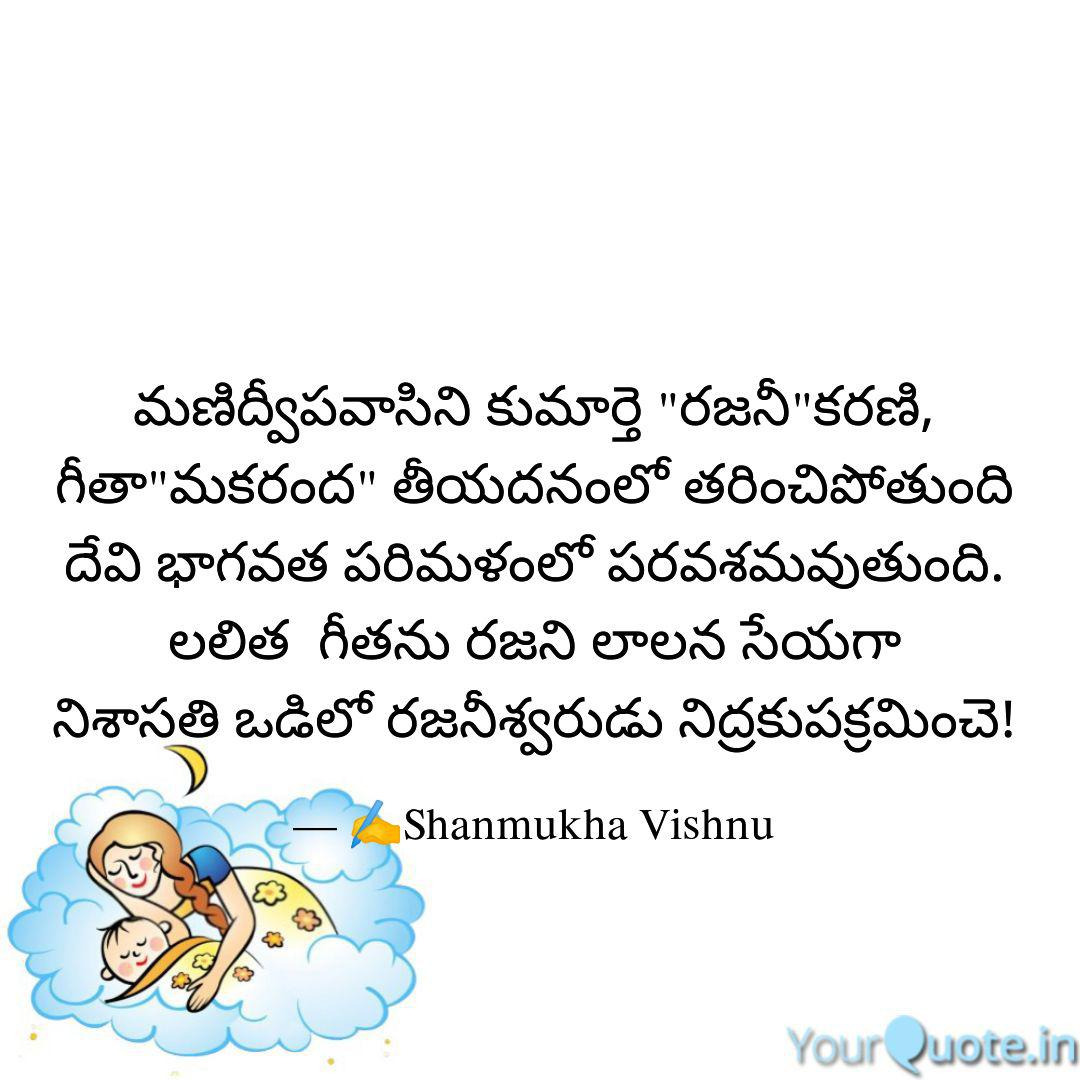 మణిద్వీపవాసిని కుమార్తె "రజనీ"కరణి,
గీతా"మకరంద" తీయదనంలో తరించిపోతుంది
దేవి భాగవత పరిమళంలో పరవశమవుతుంది.
లలిత  గీతను రజని లాలన సేయగా
నిశాసతి ఒడిలో రజనీశ్వరుడు నిద్రకుపక్రమించె!
— ✍️Shanmukha Vishnu
YourQuote.in